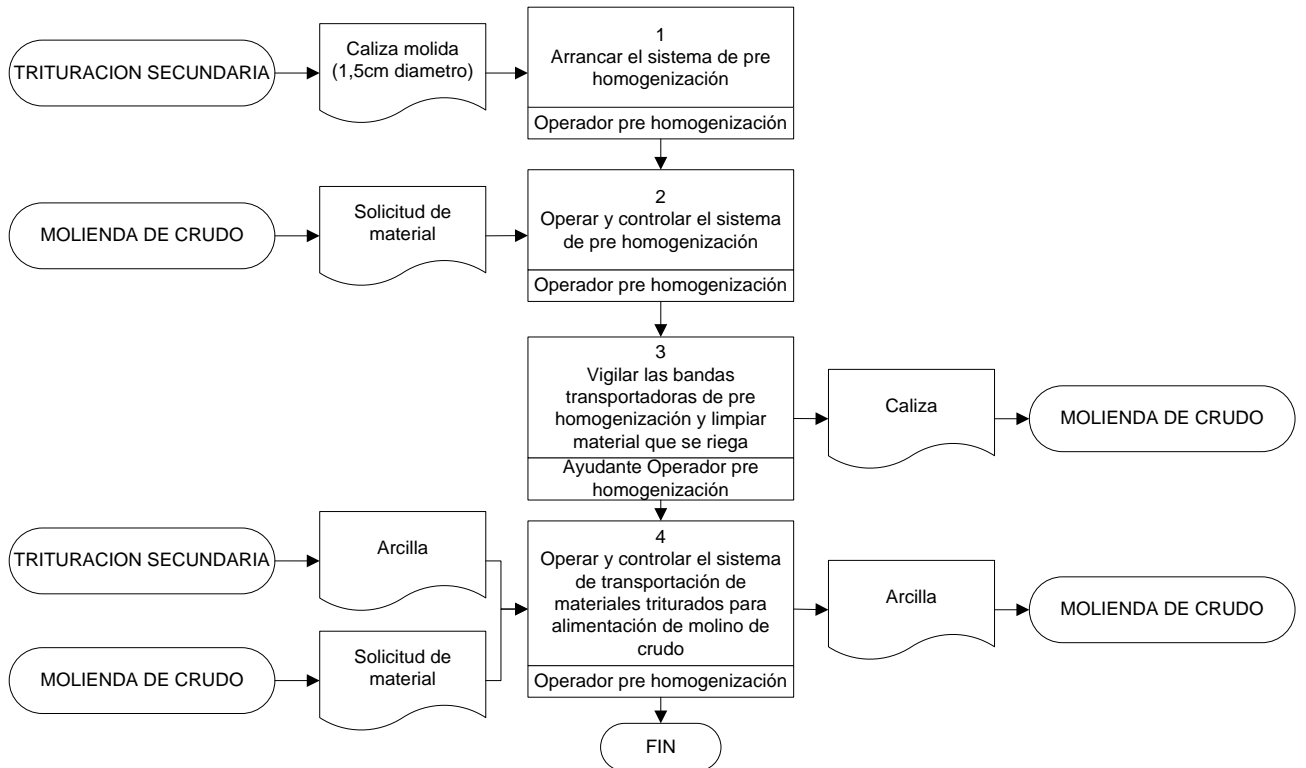 TRITURACION SECUNDARIA
Caliza molida
(1,5cm diametro)
1
Arrancar el sistema de pre
homogenización
Operador pre homogenización
MOLIENDA DE CRUDO
Solicitud de
material
2
Operar y controlar el sistema
de pre homogenización
Operador pre homogenización
3
Vigilar las bandas
transportadoras de pre
homogenización y limpiar
material que se riega
Ayudante Operador pre
homogenización
Caliza
MOLIENDA DE CRUDO
TRITURACION SECUNDARIA
Arcilla
MOLIENDA DE CRUDO
Solicitud de
material
4
Operar y controlar el sistema
de transportación de
materiales triturados para
alimentación de molino de
crudo
Operador pre homogenización
Arcilla
MOLIENDA DE CRUDO
FIN